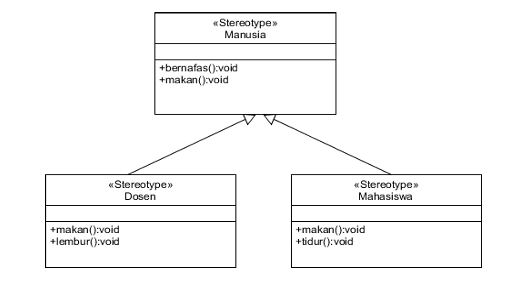 «Stereotype»
Manusia
+bernafas():void
+makan():void
«Stereotype»
Dosen
+makan():void
+lembur():void
«Stereotype»
Mahasiswa
+makan():void
+tidur():void